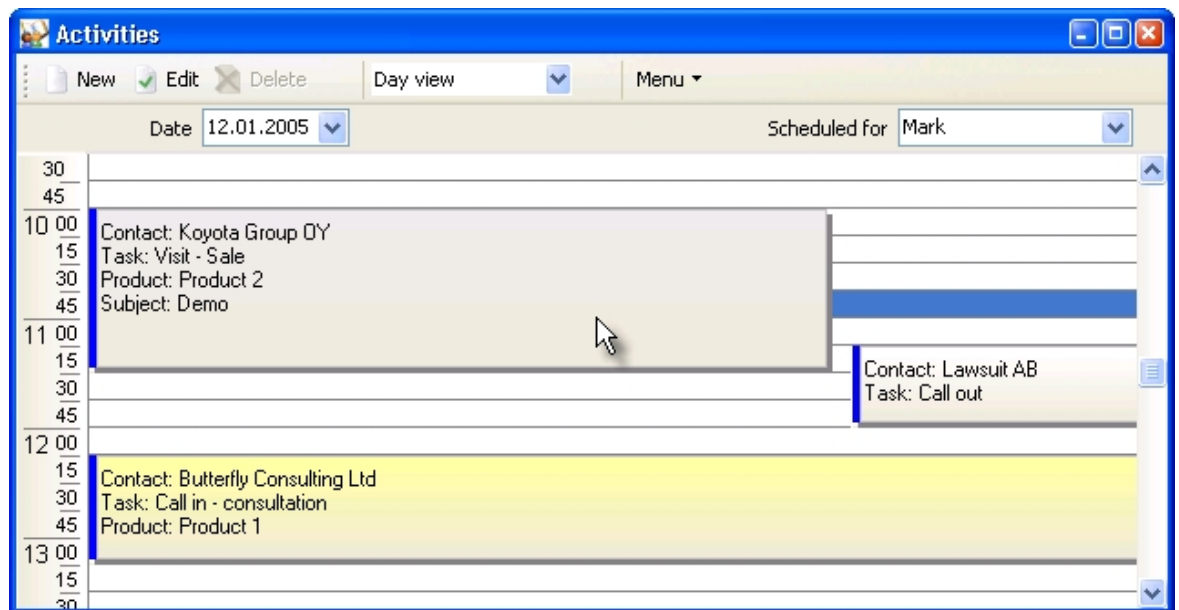 Activities
New Edit Delete Day view Menu
Date 12.01.2005 Scheduled for Mark
30
45
10 00
Contact: Koyota Group OY
15
Task: Visit - Sale
30
Product: Product 2
45
Subject: Demo
11 00
15
Contact: Lawsuit AB
30
Task: Call out
45
12 00
15
Contact: Butterfly Consulting Ltd
30
Task: Call in - consultation
45
Product: Product 1
13 00
15
30